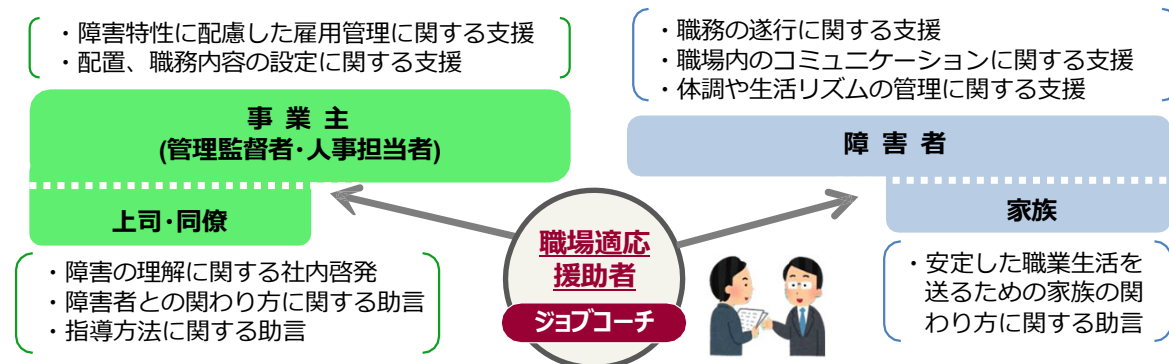 ・障害特性に配慮した雇用管理に関する支援
・配置、職務内容の設定に関する支援
事業主
(管理監督者･人事担当者)
上司･同僚
・障害の理解に関する社内啓発
・障害者との関わり方に関する助言
・指導方法に関する助言
職場適応
援助者
ジョブコーチ
・職務の遂行に関する支援
・職場内のコミュニケーションに関する支援
・体調や生活リズムの管理に関する支援
障害者
家族
・安定した職業生活を
送るための家族の関
わり方に関する助言